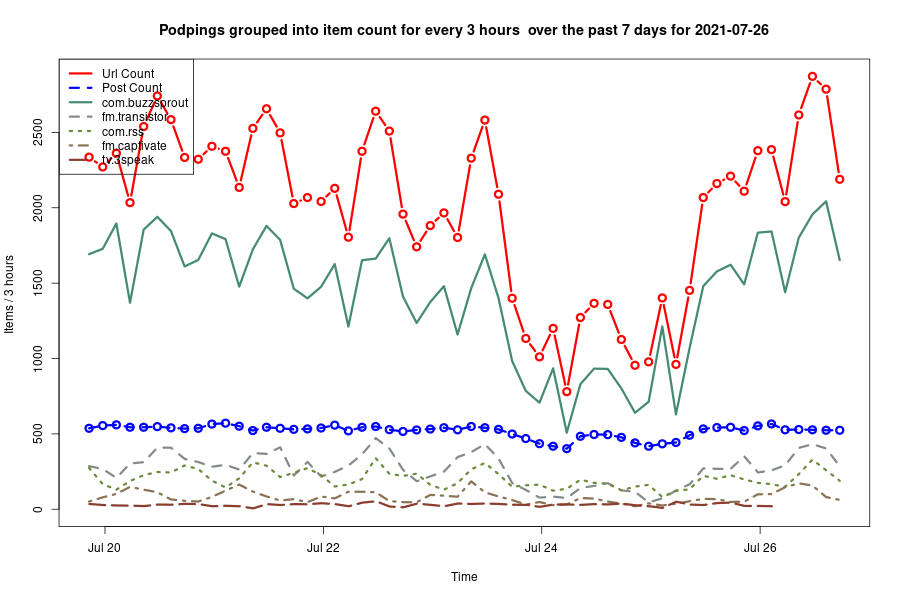 Podpings grouped into item count for every 3 hours  over the past 7 days for 2021-07-26
Url Count
Post Count
com.buzzsprout
fm.transistor
com.rss
fm.captivate
tv.3speak
Items / 3 hours
2500
2000
1500
1000
500
0
Jul 20
Jul 22
Jul 24
Jul 26
Time